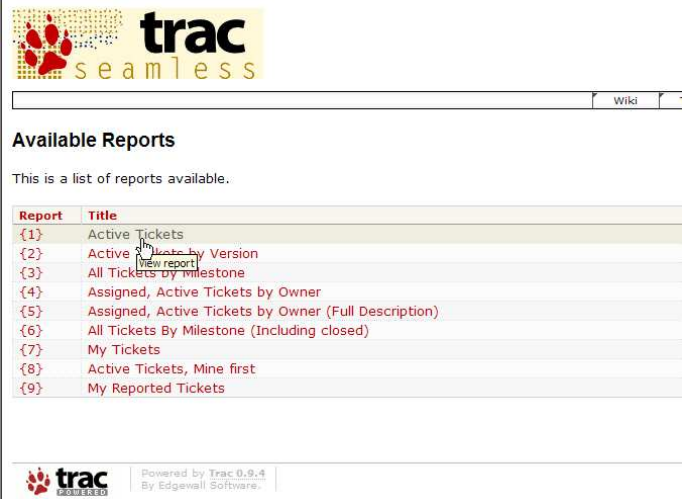 trac
seamless
Wiki
Available Reports
This is a list of reports available.
Report Title
{1} Active Tickets
{2} Active Tickets by Version
View report
{3} All Tickets by Milestone
{4} Assigned, Active Tickets by Owner
{5} Assigned, Active Tickets by Owner (Full Description)
{6} All Tickets By Milestone (Including closed)
{7} My Tickets
{8} Active Tickets, Mine first
{9} My Reported Tickets
trac
POWERED
Powered by Trac 0.9.4
By Edgewall Software.